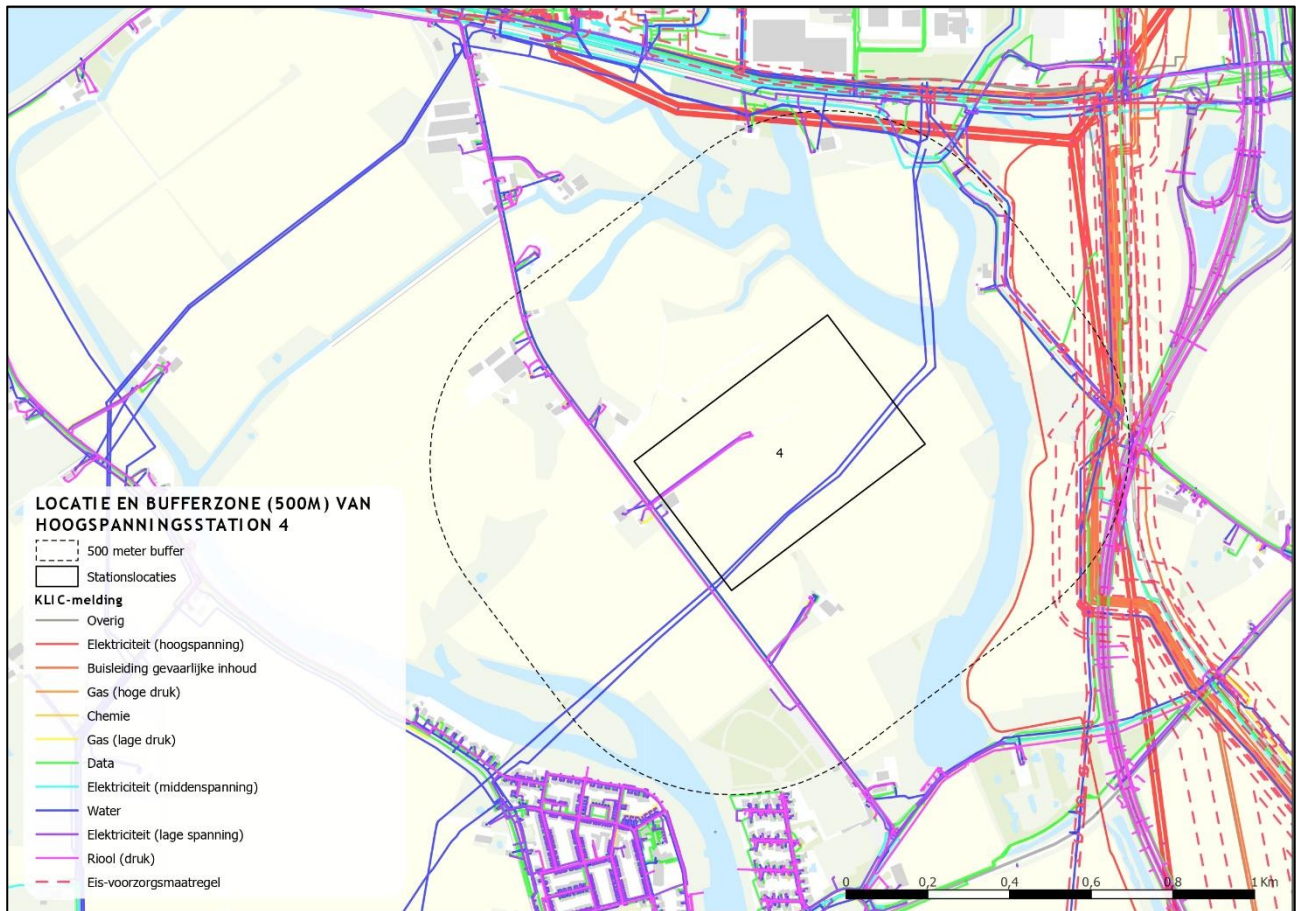 4
LOCATIE EN BUFFERZONE (500M) VAN
HOOGSPANNINGSSTATION 4
500 meter buffer
Stationslocaties
KLIC-melding
Overig
Elektriciteit (hoogspanning)
Buisleiding gevaarlijke inhoud
Gas (hoge druk)
Chemie
Gas (lage druk)
Data
Elektriciteit (middenspanning)
Water
Elektriciteit (lage spanning)
Riool (druk)
Eis-voorzorgsmaatregel
0 0,2 0,4 0,6 0,8 1 Km